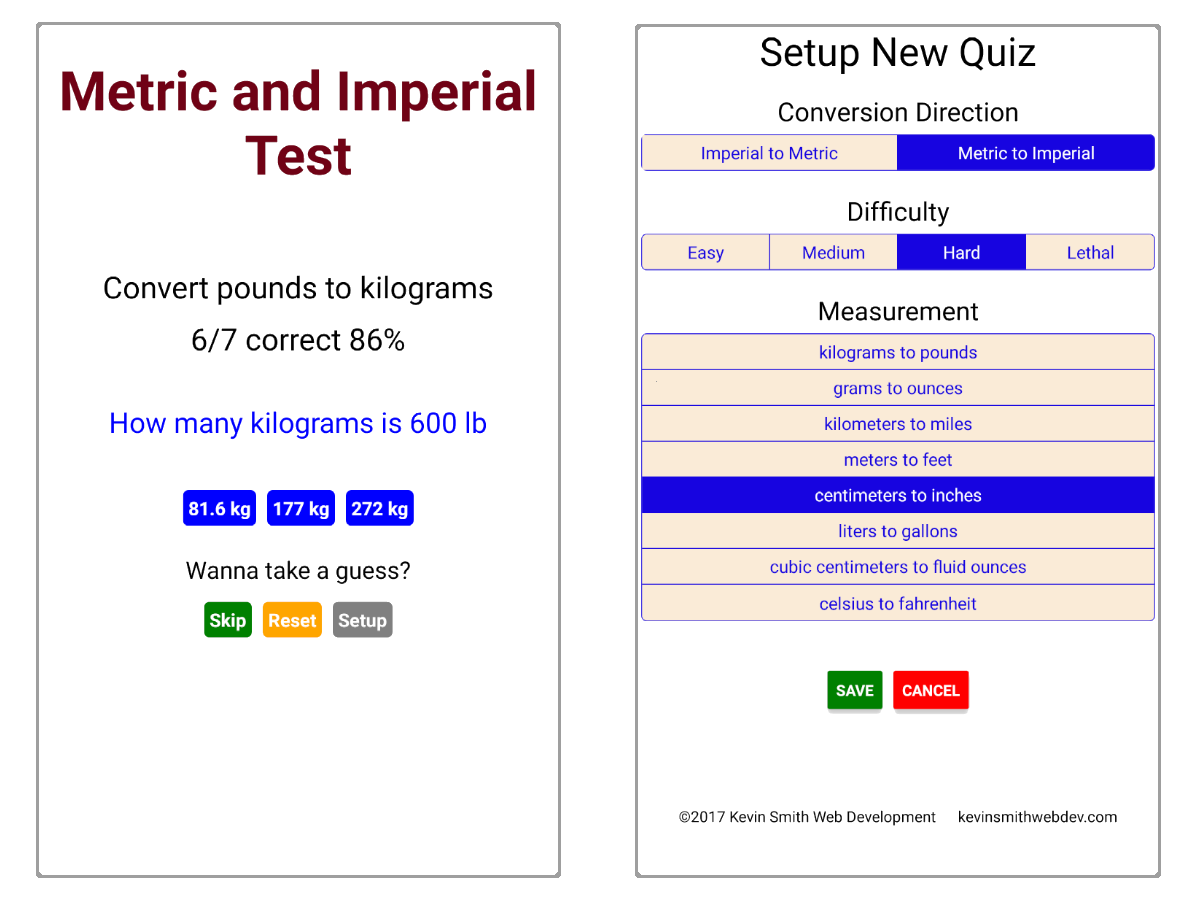 Metric and Imperial
Test
Convert pounds to kilograms
6/7 correct 86%
How many kilograms is 600 lb
81.6 kg 177 kg 272 kg
Wanna take a guess?
Skip Reset Setup
Setup New Quiz
Conversion Direction
Imperial to Metric Metric to Imperial
Difficulty
Easy Medium Hard Lethal
Measurement
kilograms to pounds
grams to ounces
kilometers to miles
meters to feet
centimeters to inches
liters to gallons
cubic centimeters to fluid ounces
celsius to fahrenheit
SAVE CANCEL
©2017 Kevin Smith Web Development kevinsmithwebdev.com